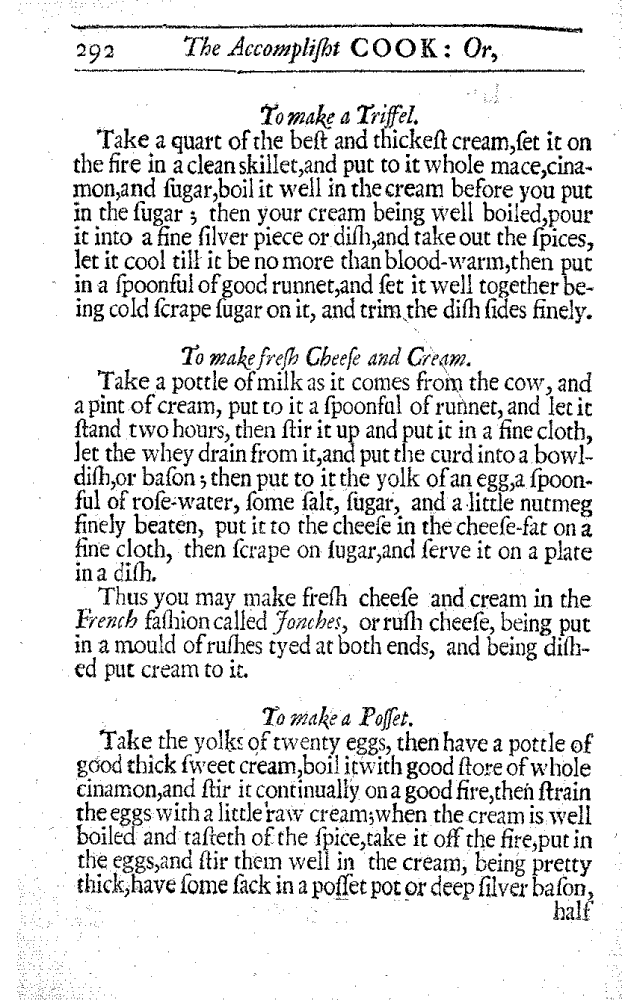 292 The Accompliſht COOK: Or,
To make a Triffel.
Take a quart of the beſt and thickeſt cream,ſet it on
the fire in a clean skillet,and put to it whole mace,cina-
mon,and ſugar,boil it well in the cream before you put
in the ſugar ; then your cream being well boiled,pour
it into a fine ſilver piece or diſh,and take out the ſpices,
let it cool till it be no more than blood-warm,then put
in a ſpoonful of good runnet,and ſet it well together be-
ing cold ſcrape ſugar on it, and trim the diſh ſides finely.
To make freſh Cheeſe and Cream.
Take a pottle of milk as it comes from the cow, and
a pint of cream, put to it a ſpoonful of runnet, and let it
ſtand two hours, then ſtir it up and put it in a fine cloth,
let the whey drain from it,and put the curd into a bowl-
diſh,or baſon ; then put to it the yolk of an egg,a ſpoon-
ful of roſe-water, ſome ſalt, ſugar, and a little nutmeg
finely beaten, put it to the cheeſe in the cheeſe-fat on a
fine cloth, then ſcrape on ſugar,and ſerve it on a plate
in a diſh.
Thus you may make freſh cheeſe and cream in the
French faſhion called Jonches, or ruſh cheeſe, being put
in a mould of ruſhes tyed at both ends, and being diſh-
ed put cream to it.
To make a Poſſet.
Take the yolks of twenty eggs, then have a pottle of
good thick ſweet cream,boil it with good ſtore of whole
cinamon,and ſtir it continually on a good fire,then ſtrain
the eggs with a little raw cream;when the cream is well
boiled and taſteth of the ſpice,take it off the fire,put in
the eggs,and ſtir them well in the cream, being pretty
thick,have ſome ſack in a poſſet pot or deep ſilver baſon,
half